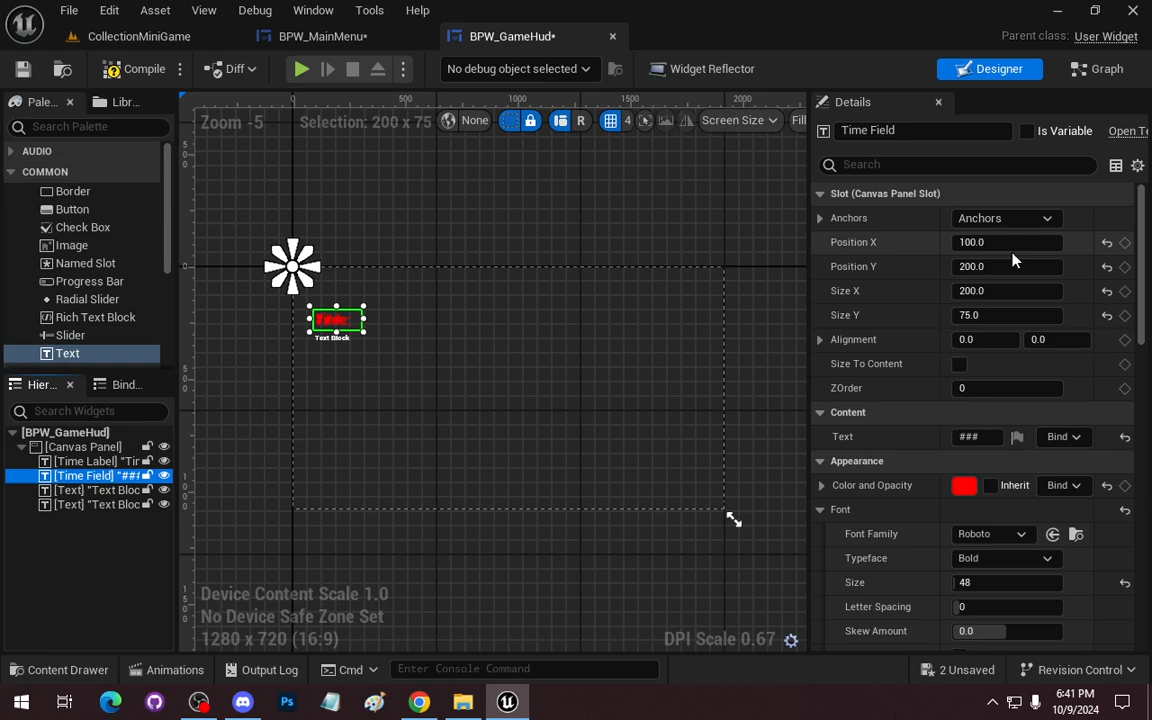 File Edit Asset View Debug Window Tools Help
CollectionMiniGame BPW_MainMenu* BPW_GameHud* Parent class: User Widget
Compile Diff No debug object selected Widget Reflector Designer Graph
Pale... Libr...
Search Palette
AUDIO
COMMON
Border
Button
Check Box
Image
Named Slot
Progress Bar
Radial Slider
Rich Text Block
Slider
Text
Hier... Bind...
Search Widgets
[BPW_GameHud]
[Canvas Panel]
[Time Label] "Tir
[Time Field] "###
[Text] "Text Bloc
[Text] "Text Bloc
0 500 1000 1500 2000
Zoom -5 Selection: 200 x 75 None R 4 Screen Size Fill
Text Block
Device Content Scale 1.0
No Device Safe Zone Set
1280 x 720 (16:9) DPI Scale 0.67
Details
Time Field Is Variable Open Te
Search
Slot (Canvas Panel Slot)
Anchors Anchors
Position X 100.0
Position Y 200.0
Size X 200.0
Size Y 75.0
Alignment 0.0 0.0
Size To Content
ZOrder 0
Content
Text ### Bind
Appearance
Color and Opacity Inherit Bind
Font
Font Family Roboto
Typeface Bold
Size 48
Letter Spacing 0
Skew Amount 0.0
Content Drawer Animations Output Log Cmd Enter Console Command 2 Unsaved Revision Control
6:41 PM
10/9/2024